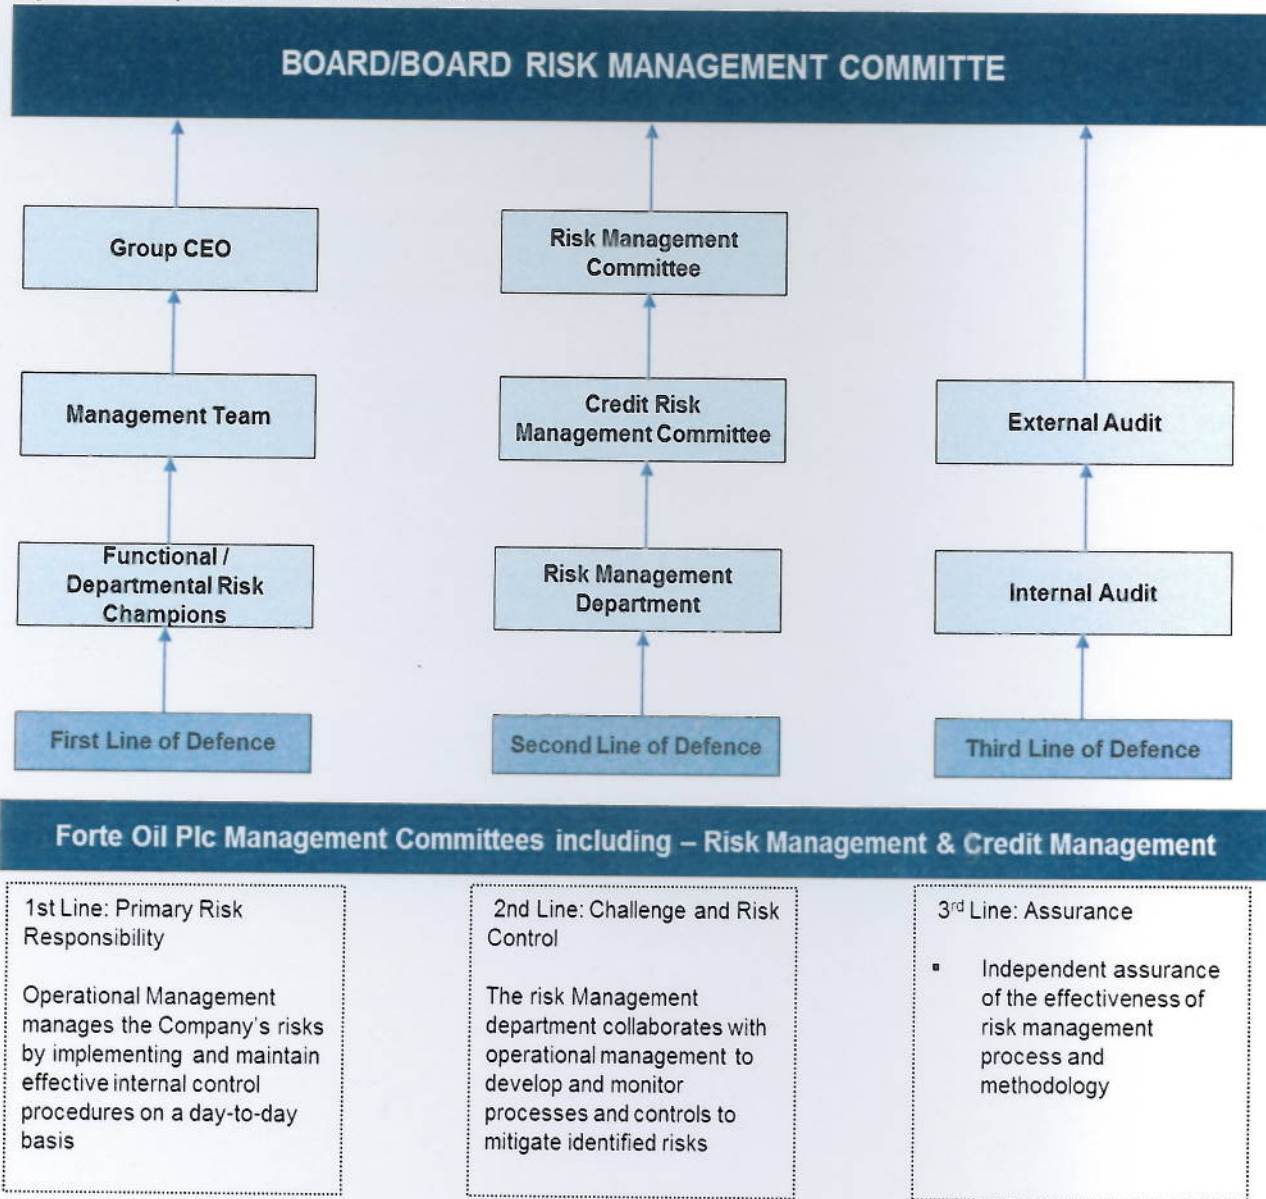 BOARD/BOARD RISK MANAGEMENT COMMITTE
Group CEO
Management Team
Functional /
Departmental Risk
Champions
First Line of Defence
Risk Management
Committee
Credit Risk
Management Committee
Risk Management
Department
Second Line of Defence
External Audit
Internal Audit
Third Line of Defence
Forte Oil Plc Management Committees including – Risk Management & Credit Management
1st Line: Primary Risk
Responsibility
Operational Management
manages the Company's risks
by implementing and maintain
effective internal control
procedures on a day-to-day
basis
2nd Line: Challenge and Risk
Control
The risk Management
department collaborates with
operational management to
develop and monitor
processes and controls to
mitigate identified risks
3rd Line: Assurance
▪ Independent assurance
of the effectiveness of
risk management
process and
methodology